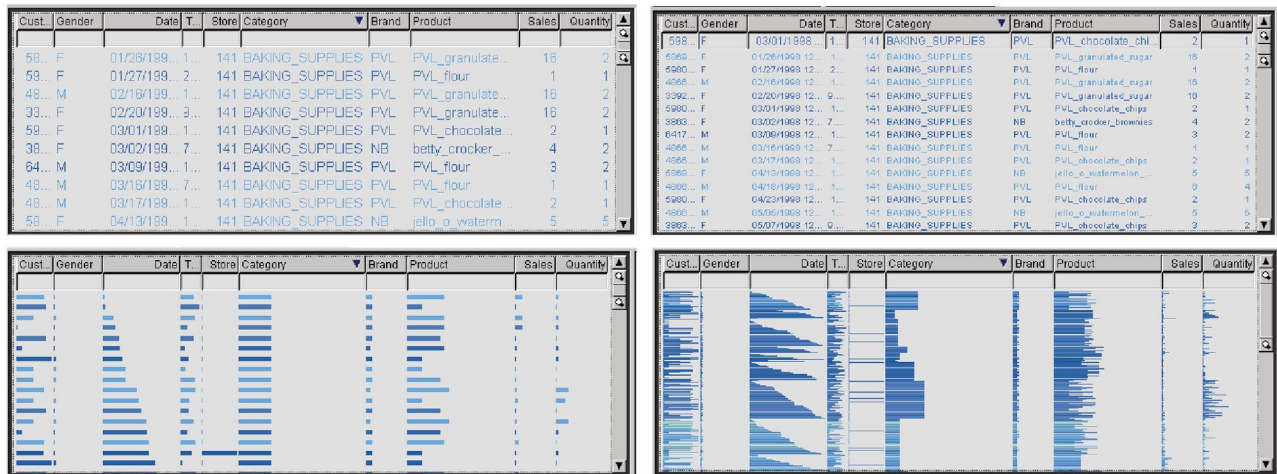 Cust... Gender Date T... Store Category Brand Product Sales Quantity
58... F 01/26/199... 1... 141 BAKING_SUPPLIES PVL PVL_granulate... 16 2
59... F 01/27/199... 2... 141 BAKING_SUPPLIES PVL PVL_flour 1 1
48... M 02/16/199... 1... 141 BAKING_SUPPLIES PVL PVL_granulate... 16 2
33... F 02/20/199... 9... 141 BAKING_SUPPLIES PVL PVL_granulate... 16 2
59... F 03/01/199... 1... 141 BAKING_SUPPLIES PVL PVL_chocolate... 2 1
38... F 03/02/199... 7... 141 BAKING_SUPPLIES NB betty_crocker_... 4 2
64... M 03/09/199... 1... 141 BAKING_SUPPLIES PVL PVL_flour 3 2
48... M 03/16/199... 7... 141 BAKING_SUPPLIES PVL PVL_flour 1 1
48... M 03/17/199... 1... 141 BAKING_SUPPLIES PVL PVL_chocolate... 2 1
58... F 04/13/199... 1... 141 BAKING_SUPPLIES NB jello_o_waterm... 5 5
Cust... Gender Date T... Store Category Brand Product Sales Quantity
598... F 03/01/1998 ... 1... 141 BAKING_SUPPLIES PVL PVL_chocolate_chi... 2 1
5869... F 01/26/1998 12... 1... 141 BAKING_SUPPLIES PVL PVL_granulated_sugar 16 2
5980... F 01/27/1998 12... 2... 141 BAKING_SUPPLIES PVL PVL_flour 1 1
4866... M 02/16/1998 12... 1... 141 BAKING_SUPPLIES PVL PVL_granulated_sugar 16 2
3392... F 02/20/1998 12... 9... 141 BAKING_SUPPLIES PVL PVL_granulated_sugar 16 2
5980... F 03/01/1998 12... 1... 141 BAKING_SUPPLIES PVL PVL_chocolate_chips 2 1
3863... F 03/02/1998 12... 7... 141 BAKING_SUPPLIES NB betty_crocker_brownies 4 2
6417... M 03/09/1998 12... 1... 141 BAKING_SUPPLIES PVL PVL_flour 3 2
4866... M 03/16/1998 12... 7... 141 BAKING_SUPPLIES PVL PVL_flour 1 1
4866... M 03/17/1998 12... 1... 141 BAKING_SUPPLIES PVL PVL_chocolate_chips 2 1
5869... F 04/13/1998 12... 1... 141 BAKING_SUPPLIES NB jello_o_watermelon_... 5 5
4866... M 04/18/1998 12... 1... 141 BAKING_SUPPLIES PVL PVL_flour 6 4
5980... F 04/23/1998 12... 1... 141 BAKING_SUPPLIES PVL PVL_chocolate_chips 2 1
4866... M 05/06/1998 12... 1... 141 BAKING_SUPPLIES NB jello_o_watermelon_... 5 5
3863... F 05/07/1998 12... 9... 141 BAKING_SUPPLIES PVL PVL_chocolate_chips 3 2
Cust... Gender Date T... Store Category Brand Product Sales Quantity
Cust... Gender Date T... Store Category Brand Product Sales Quantity